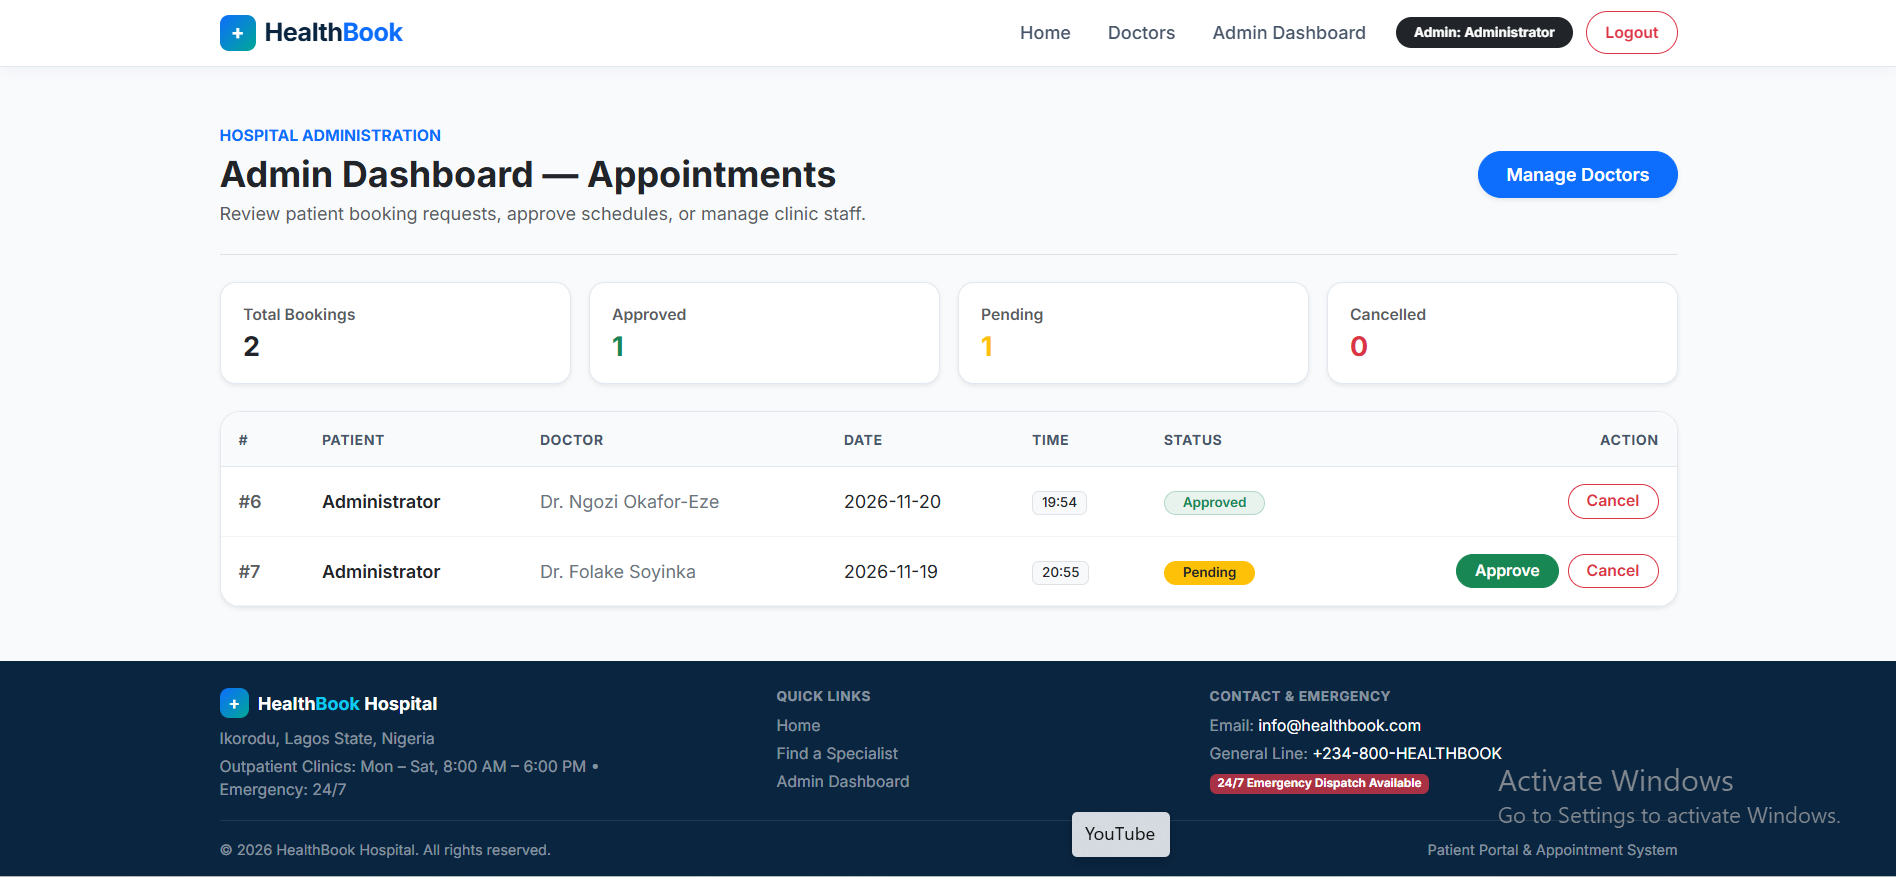 + HealthBook
Home Doctors Admin Dashboard Admin: Administrator Logout
HOSPITAL ADMINISTRATION
Admin Dashboard — Appointments
Review patient booking requests, approve schedules, or manage clinic staff.
Manage Doctors
Total Bookings
2
Approved
1
Pending
1
Cancelled
0
# PATIENT DOCTOR DATE TIME STATUS ACTION
#6 Administrator Dr. Ngozi Okafor-Eze 2026-11-20 19:54 Approved Cancel
#7 Administrator Dr. Folake Soyinka 2026-11-19 20:55 Pending Approve Cancel
+ HealthBook Hospital
Ikorodu, Lagos State, Nigeria
Outpatient Clinics: Mon – Sat, 8:00 AM – 6:00 PM •
Emergency: 24/7
QUICK LINKS
Home
Find a Specialist
Admin Dashboard
CONTACT & EMERGENCY
Email: info@healthbook.com
General Line: +234-800-HEALTHBOOK
24/7 Emergency Dispatch Available
Activate Windows
Go to Settings to activate Windows.
YouTube
© 2026 HealthBook Hospital. All rights reserved.
Patient Portal & Appointment System